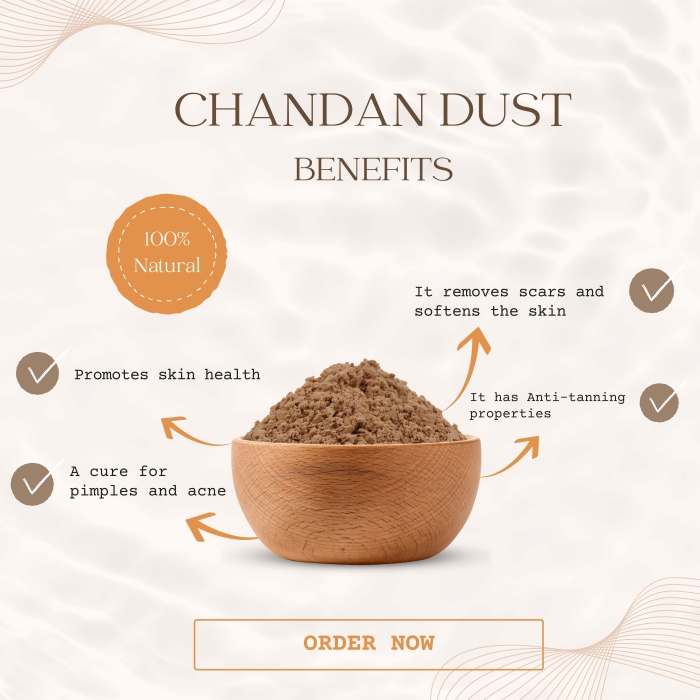 CHANDAN DUST
BENEFITS
100%
Natural
It removes scars and
softens the skin
Promotes skin health
It has Anti-tanning
properties
A cure for
pimples and acne
ORDER NOW